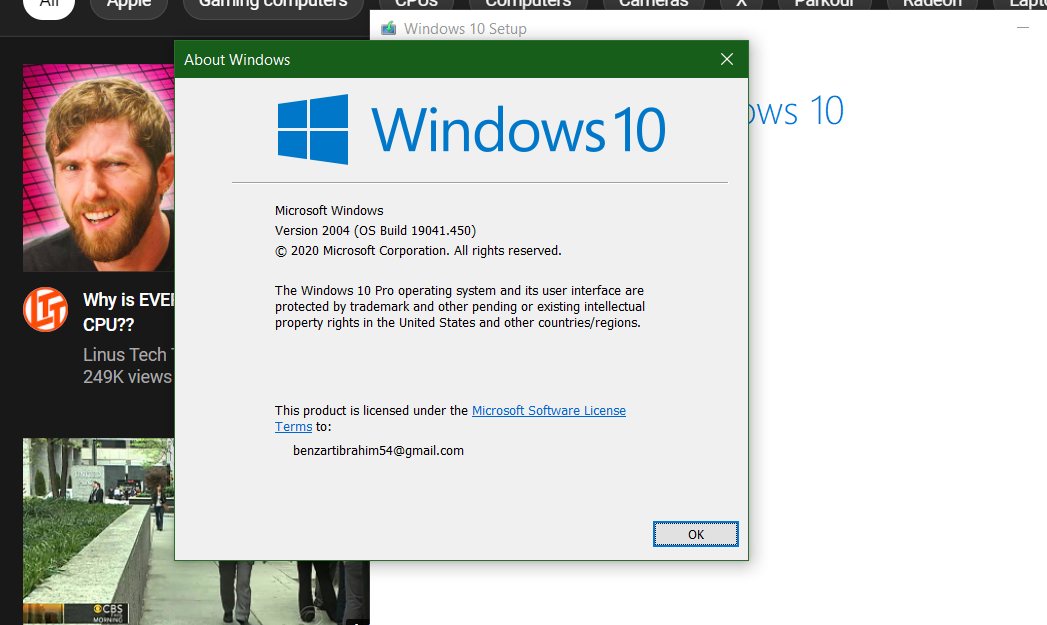 All
Apple
Gaming computers
CPUs
Computers
Cameras
X
Parkour
Radeon
Windows 10 Setup
About Windows
Windows 10
ows 10
Microsoft Windows
Version 2004 (OS Build 19041.450)
© 2020 Microsoft Corporation. All rights reserved.
The Windows 10 Pro operating system and its user interface are
protected by trademark and other pending or existing intellectual
property rights in the United States and other countries/regions.
LTT
Why is EVER
CPU??
Linus Tech T
249K views
This product is licensed under the Microsoft Software License
Terms to:
benzartibrahim54@gmail.com
OK
CBS
MORNING